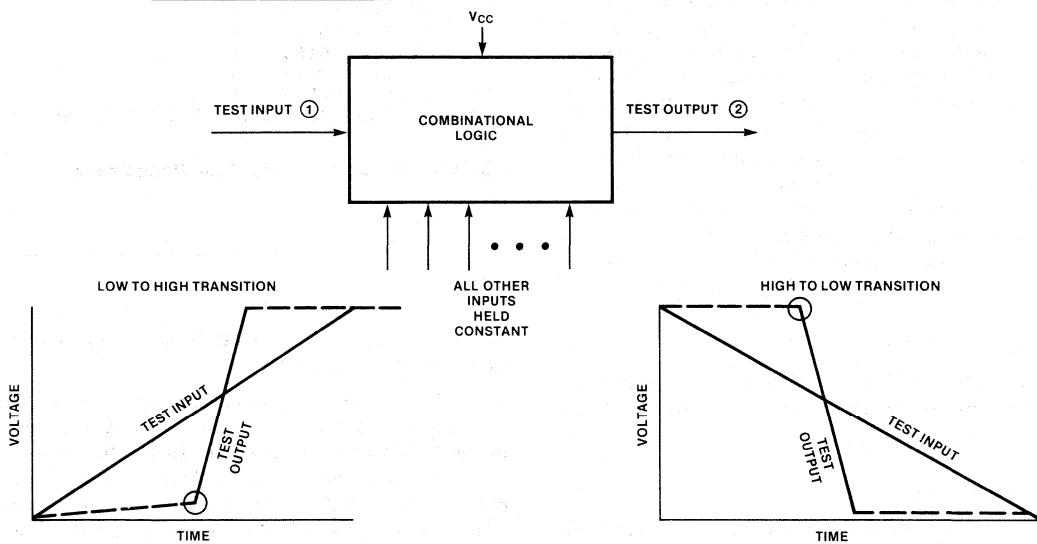 VCC
TEST INPUT ①
COMBINATIONAL
LOGIC
TEST OUTPUT ②
LOW TO HIGH TRANSITION
ALL OTHER
INPUTS
HELD
CONSTANT
HIGH TO LOW TRANSITION
VOLTAGE
TEST INPUT
TEST
OUTPUT
TIME
VOLTAGE
TEST INPUT
TEST
OUTPUT
TIME